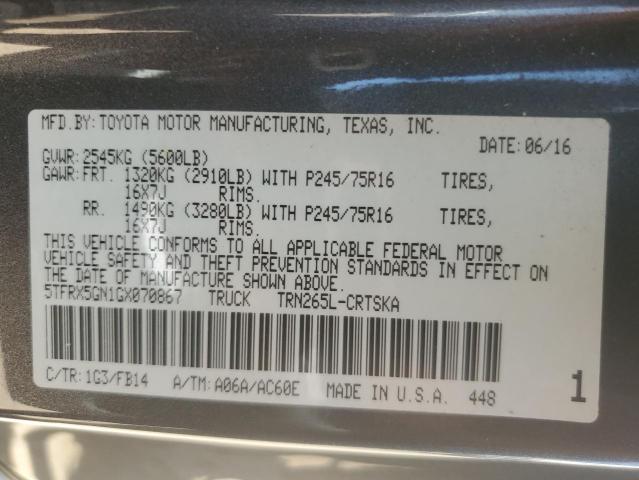 MFD.BY: TOYOTA MOTOR MANUFACTURING, TEXAS, INC.
DATE: 06/16
GVWR: 2545KG (5600LB)
GAWR: FRT. 1320KG (2910LB) WITH P245/75R16 TIRES,
16X7J RIMS.
RR. 1490KG (3280LB) WITH P245/75R16 TIRES,
16X7J RIMS.
THIS VEHICLE CONFORMS TO ALL APPLICABLE FEDERAL MOTOR
VEHICLE SAFETY AND THEFT PREVENTION STANDARDS IN EFFECT ON
THE DATE OF MANUFACTURE SHOWN ABOVE.
5TFRX5GN1GX070867 TRUCK TRN265L-CRTSKA
C/TR: 1G3/FB14 A/TM: A06A/AC60E MADE IN U.S.A. 448 1